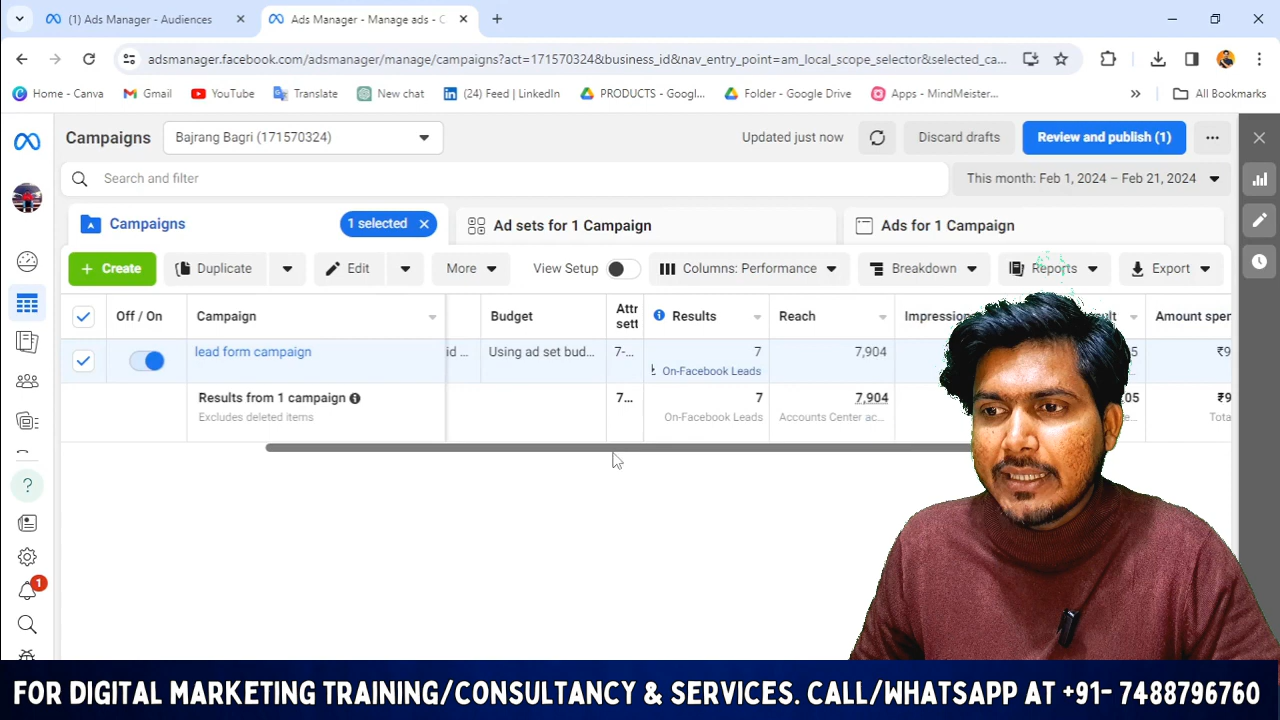 (1) Ads Manager - Audiences
Ads Manager - Manage ads - C
adsmanager.facebook.com/adsmanager/manage/campaigns?act=171570324&business_id&nav_entry_point=am_local_scope_selector&selected_ca...
Home - Canva
Gmail
YouTube
Translate
New chat
(24) Feed | LinkedIn
PRODUCTS - Googl...
Folder - Google Drive
Apps - MindMeister...
All Bookmarks
Campaigns
Bajrang Bagri (171570324)
Updated just now
Discard drafts
Review and publish (1)
Search and filter
This month: Feb 1, 2024 – Feb 21, 2024
Campaigns
1 selected
Ad sets for 1 Campaign
Ads for 1 Campaign
+ Create
Duplicate
Edit
More
View Setup
Columns: Performance
Breakdown
Reports
Export
Off / On
Campaign
Budget
Attr
sett
Results
Reach
Amount spen
lead form campaign
id ...
Using ad set bud...
7-...
7
On-Facebook Leads
7,904
₹9
Results from 1 campaign
Excludes deleted items
7...
7
On-Facebook Leads
7,904
Accounts Center ac...
₹9
Tota
1
FOR DIGITAL MARKETING TRAINING/CONSULTANCY & SERVICES. CALL/WHATSAPP AT +91- 7488796760